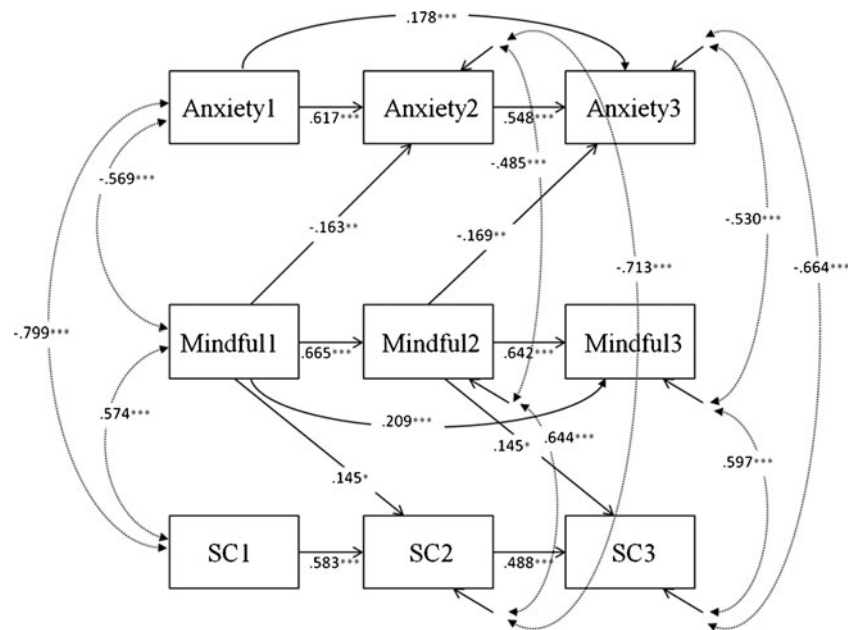 .178***
Anxiety1
Anxiety2
Anxiety3
.617***
.548***
-.485***
-.569***
-.163**
-.169**
-.530***
-.713***
-.664***
-.799***
Mindful1
Mindful2
Mindful3
.665***
.642***
.574***
.209***
.644***
.145*
.145*
.597***
SC1
SC2
SC3
.583***
.488***